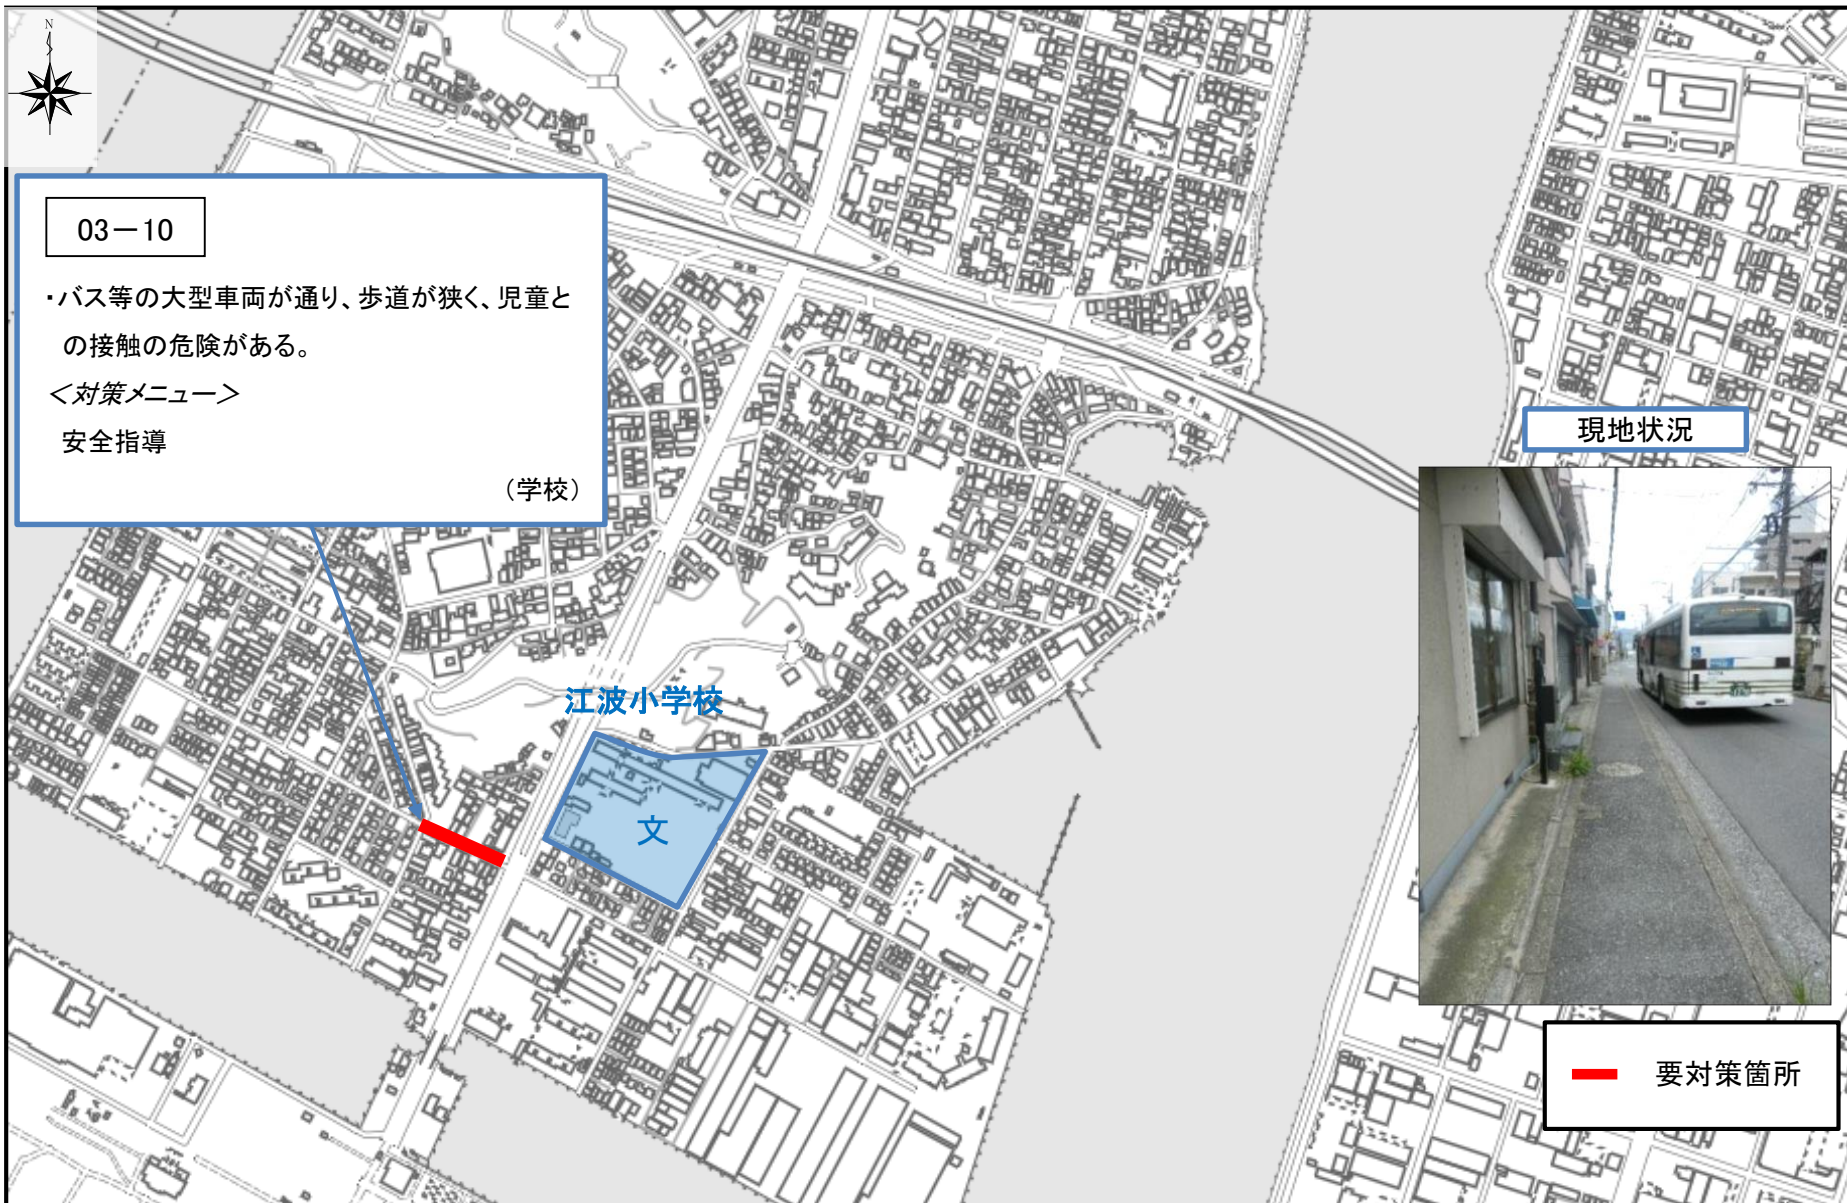 N
03－10
・バス等の大型車両が通り、歩道が狭く、児童と
の接触の危険がある。
＜対策メニュー＞
安全指導
（学校）
江波小学校
文
現地状況
要対策箇所